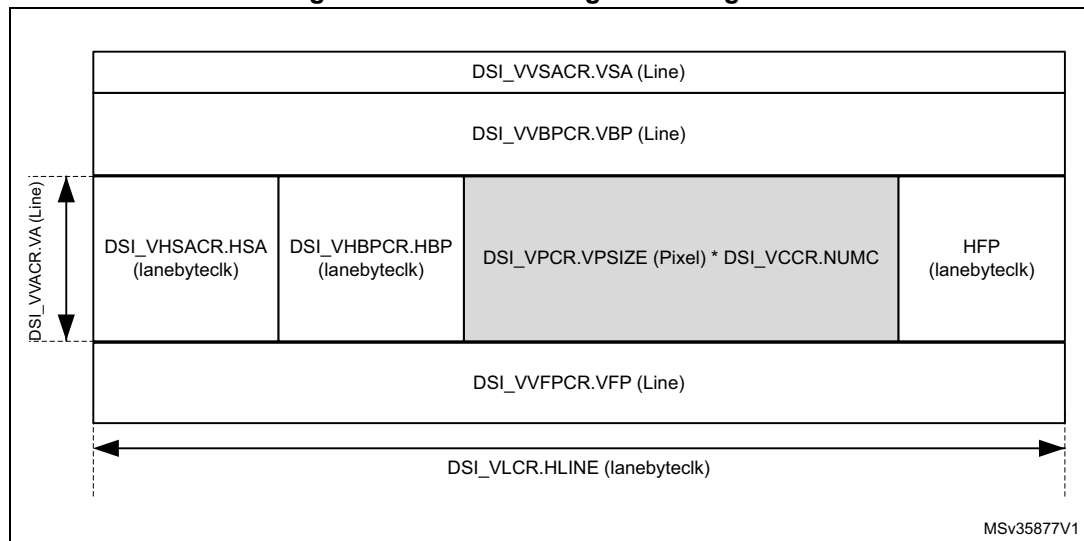 DSI_VVSACR.VSA (Line)
DSI_VVBPCR.VBP (Line)
DSI_VVACR.VA (Line)
DSI_VHSACR.HSA
(lanebyteclk)
DSI_VHBPCR.HBP
(lanebyteclk)
DSI_VPCR.VPSIZE (Pixel) * DSI_VCCR.NUMC
HFP
(lanebyteclk)
DSI_VVFPCR.VFP (Line)
DSI_VLCR.HLINE (lanebyteclk)
MSv35877V1